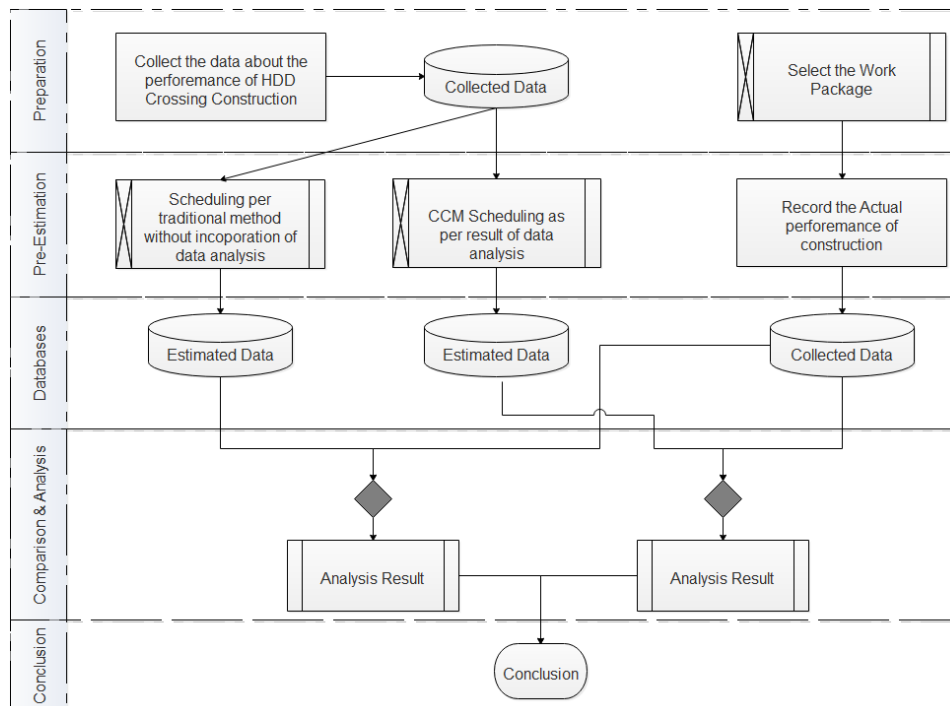 Preparation
Collect the data about the
performance of HDD
Crossing Construction
Collected Data
Select the Work
Package
Pre-Estimation
Scheduling per
traditional method
without incoporation of
data analysis
CCM Scheduling as
per result of data
analysis
Record the Actual
perforemance of
construction
Databases
Estimated Data
Estimated Data
Collected Data
Comparison & Analysis
Analysis Result
Analysis Result
Conclusion
Conclusion